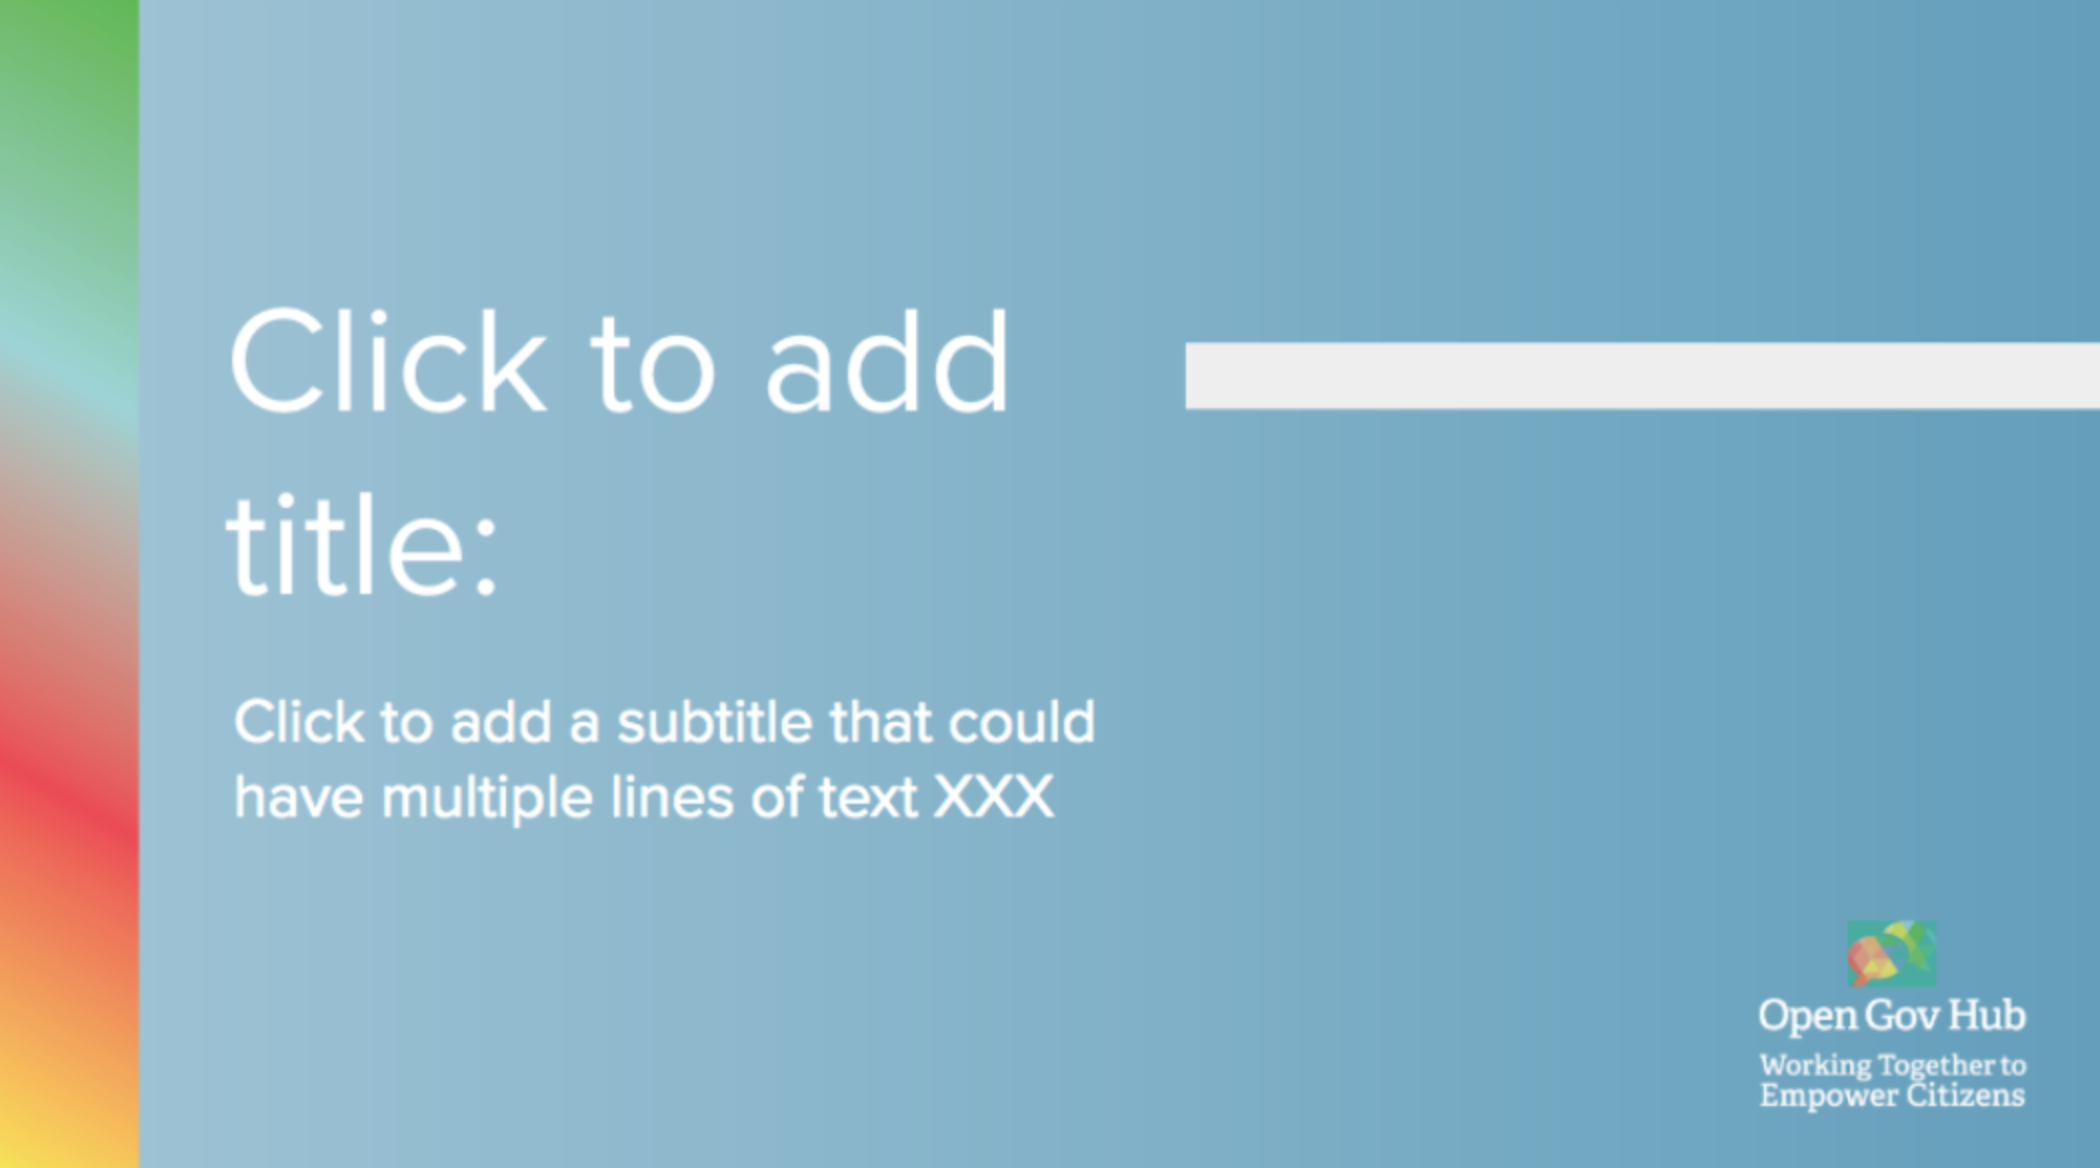 Click to add
title:
Click to add a subtitle that could
have multiple lines of text XXX
Open Gov Hub
Working Together to
Empower Citizens